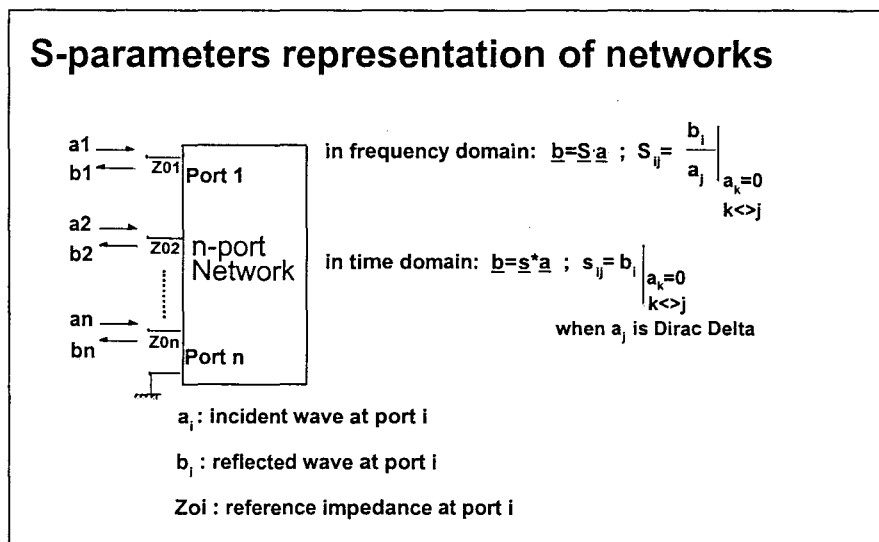 S-parameters representation of networks
a1
b1
Z01
Port 1
a2
b2
Z02
n-port
Network
an
bn
Z0n
Port n
in frequency domain: b=S·a ; Sij= bi/aj | ak=0 k<>j
in time domain: b=s*a ; sij= bi | ak=0 k<>j
when aj is Dirac Delta
ai : incident wave at port i
bi : reflected wave at port i
Zoi : reference impedance at port i